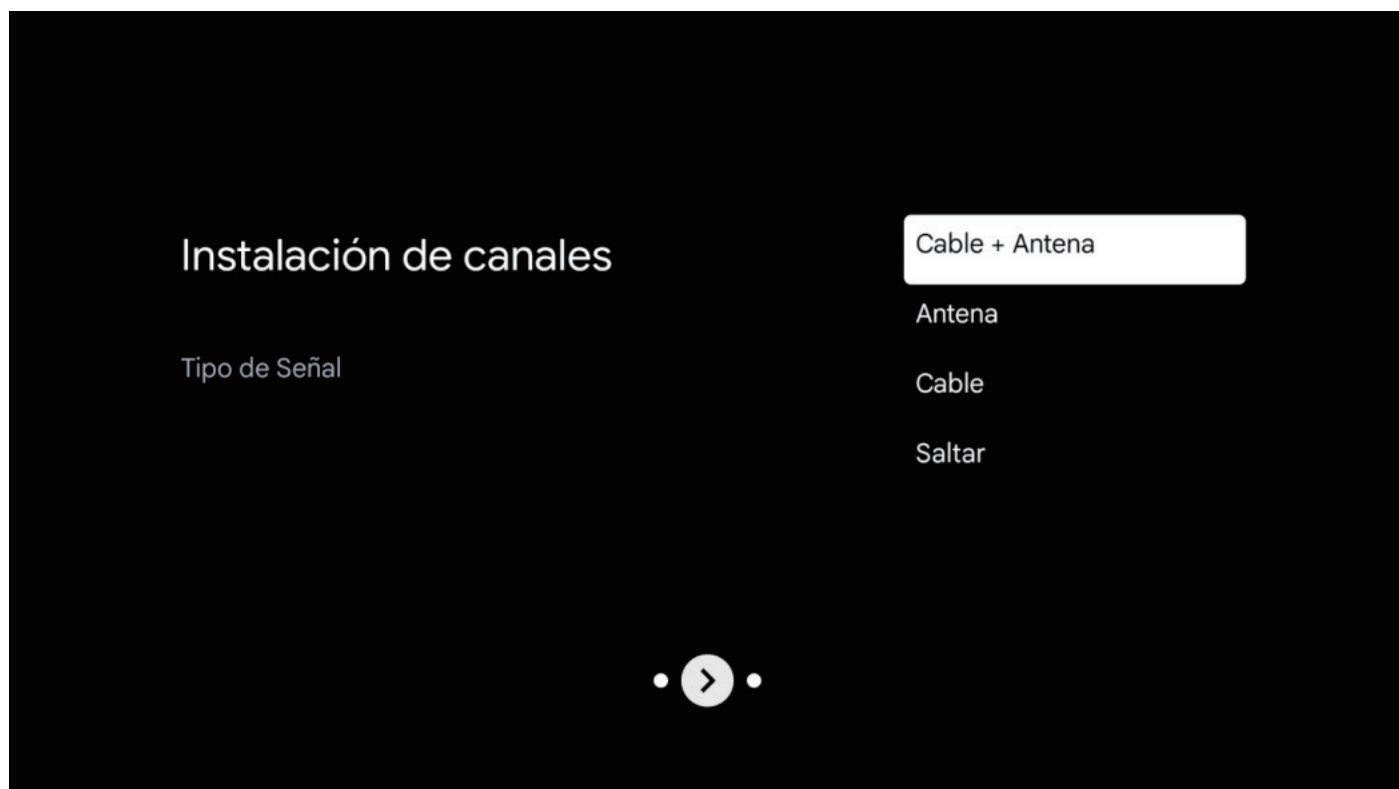 Instalación de canales
Tipo de Señal
Cable + Antena
Antena
Cable
Saltar